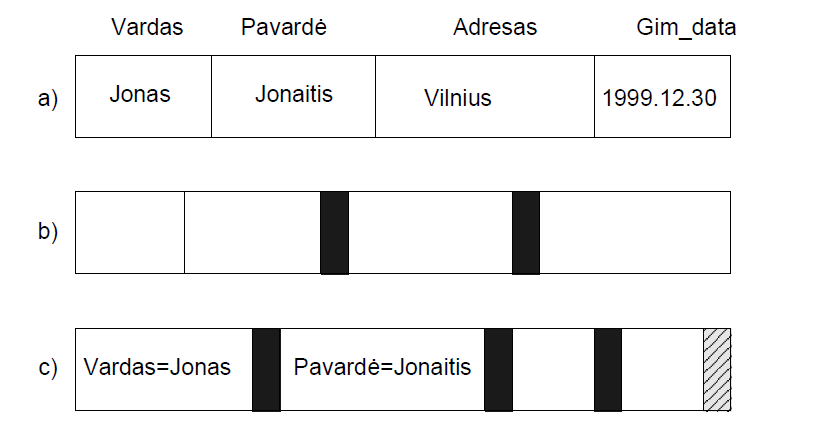 Vardas Pavardė Adresas Gim_data
a) Jonas Jonaitis Vilnius 1999.12.30
b)
c) Vardas=Jonas Pavardė=Jonaitis